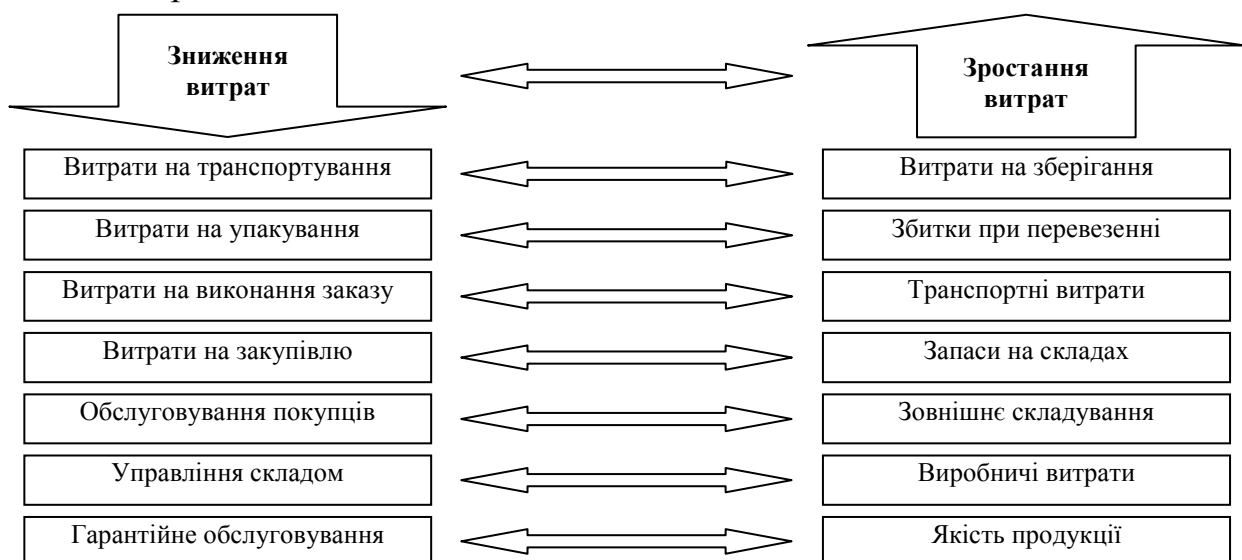 Зниження
витрат
Зростання
витрат
Витрати на транспортування
Витрати на зберігання
Витрати на упакування
Збитки при перевезенні
Витрати на виконання заказу
Транспортні витрати
Витрати на закупівлю
Запаси на складах
Обслуговування покупців
Зовнішнє складування
Управління складом
Виробничі витрати
Гарантійне обслуговування
Якість продукції